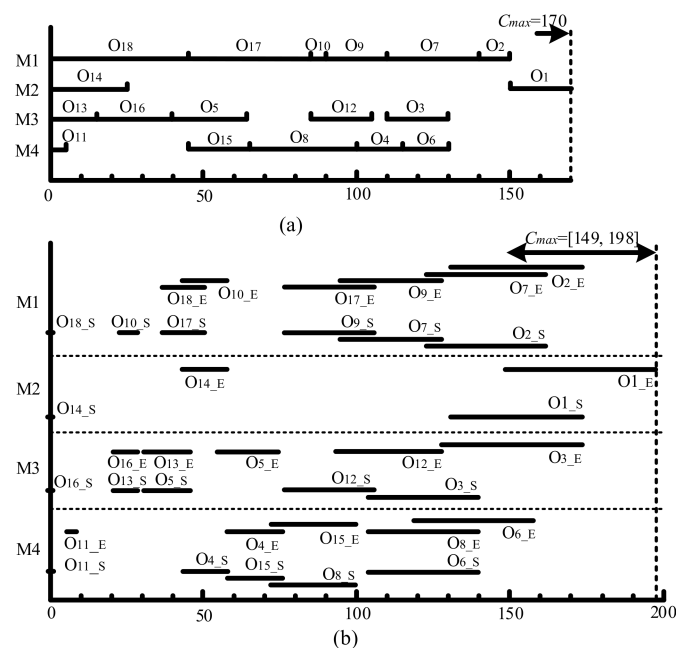 Cmax=170
O18 O17 O10 O9 O7 O2
M1
O14 O1
M2
O13 O16 O5 O12 O3
M3
O11 O15 O8 O4 O6
M4
0 50 100 150
(a)
Cmax=[149, 198]
O18_E O10_E O17_E O9_E O7_E O2_E
M1
O18_S O10_S O17_S O9_S O7_S O2_S
O14_E O1_E
M2
O14_S O1_S
O16_E O13_E O5_E O12_E O3_E
M3
O16_S O13_S O5_S O12_S O3_S
O11_E O4_E O15_E O8_E O6_E
M4
O11_S O4_S O15_S O8_S O6_S
0 50 100 150 200
(b)